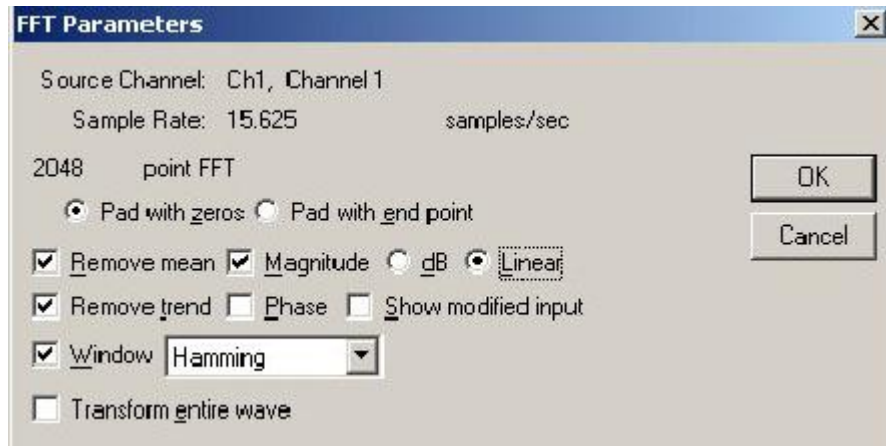 FFT Parameters
Source Channel: Ch1, Channel 1
Sample Rate: 15.625 samples/sec
2048 point FFT
Pad with zeros Pad with end point
OK
Cancel
Remove mean Magnitude dB Linear
Remove trend Phase Show modified input
Window Hamming
Transform entire wave